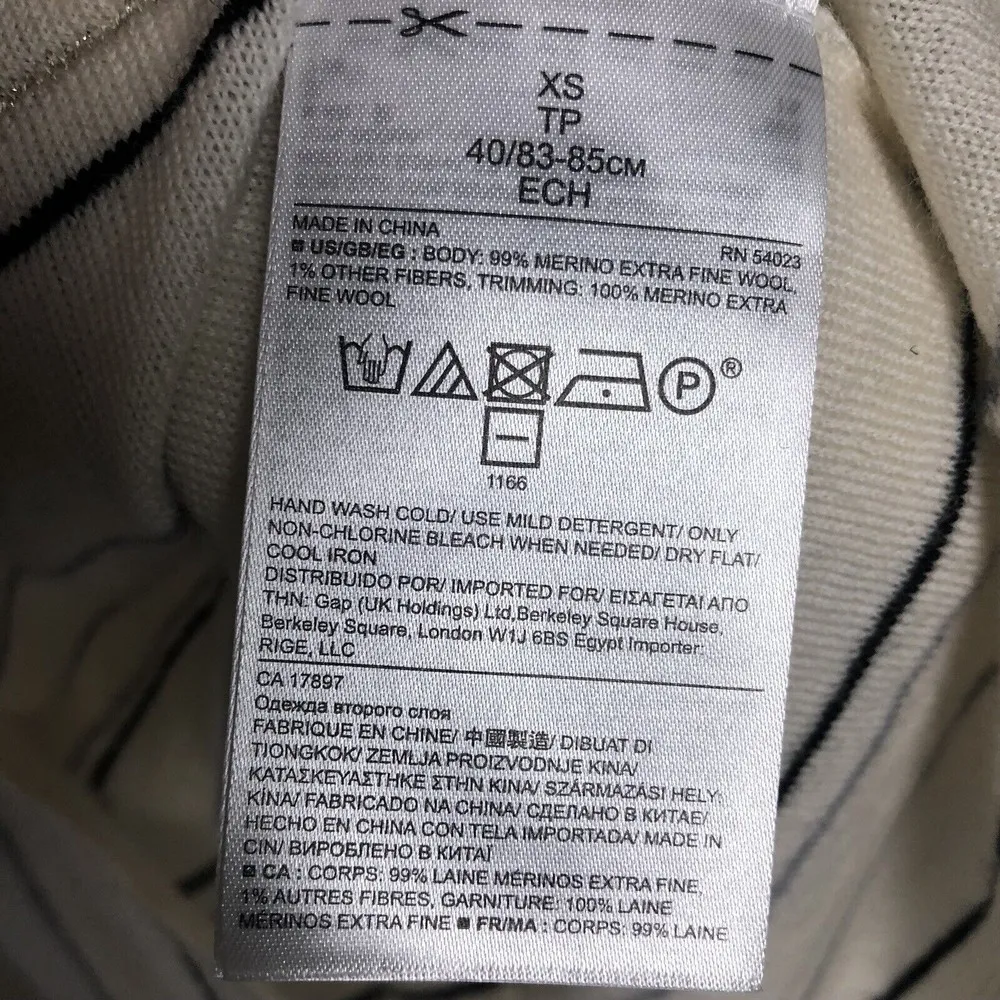 XS
TP
40/83-85CM
ECH
MADE IN CHINA
RN 54023
US/GB/EG : BODY: 99% MERINO EXTRA FINE WOOL,
1% OTHER FIBERS, TRIMMING: 100% MERINO EXTRA
FINE WOOL
P ®
1166
HAND WASH COLD/ USE MILD DETERGENT/ ONLY
NON-CHLORINE BLEACH WHEN NEEDED/ DRY FLAT/
COOL IRON
DISTRIBUIDO POR/ IMPORTED FOR/ ΕΙΣΑΓΕΤΑΙ ΑΠΟ
ΤΗΝ: Gap (UK Holdings) Ltd,Berkeley Square House,
Berkeley Square, London W1J 6BS Egypt Importer:
RIGE, LLC
CA 17897
Одежда второго слоя
FABRIQUE EN CHINE/ 中國製造/ DIBUAT DI
TIONGKOK/ ZEMLJA PROIZVODNJE KINA/
ΚΑΤΑΣΚΕΥΑΣΤΗΚΕ ΣΤΗΝ ΚΙΝΑ/ SZÁRMAZÁSI HELY:
KÍNA/ FABRICADO NA CHINA/ СДЕЛАНО В КИТАЕ/
HECHO EN CHINA CON TELA IMPORTADA/ MADE IN
CIN/ ВИРОБЛЕНО В КИТАЇ
CA : CORPS: 99% LAINE MÉRINOS EXTRA FINE,
1% AUTRES FIBRES, GARNITURE: 100% LAINE
MÉRINOS EXTRA FINE FR/MA : CORPS: 99% LAINE